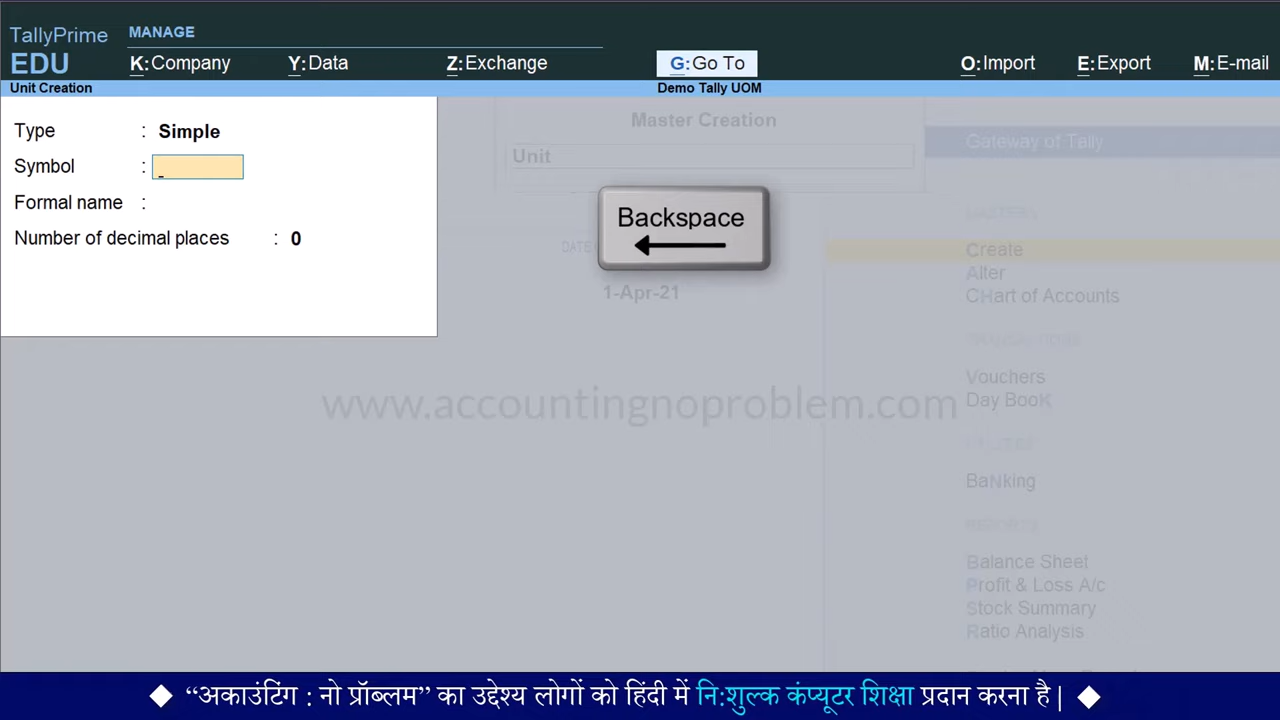 TallyPrime
MANAGE
EDU
K:Company
Y:Data
Z:Exchange
G:Go To
O:Import
E:Export
M:E-mail
Unit Creation
Demo Tally UOM
Type : Simple
Symbol :
Formal name :
Number of decimal places : 0
Master Creation
Unit
Backspace
DATE
1-Apr-21
Gateway of Tally
MASTERS
Create
Alter
CHart of Accounts
Vouchers
Day BooK
BaNking
REPORTS
Balance Sheet
Profit & Loss A/c
Stock Summary
Ratio Analysis
www.accountingnoproblem.com
“अकाउंटिंग : नो प्रॉब्लम” का उद्देश्य लोगों को हिंदी में नि:शुल्क कंप्यूटर शिक्षा प्रदान करना है|